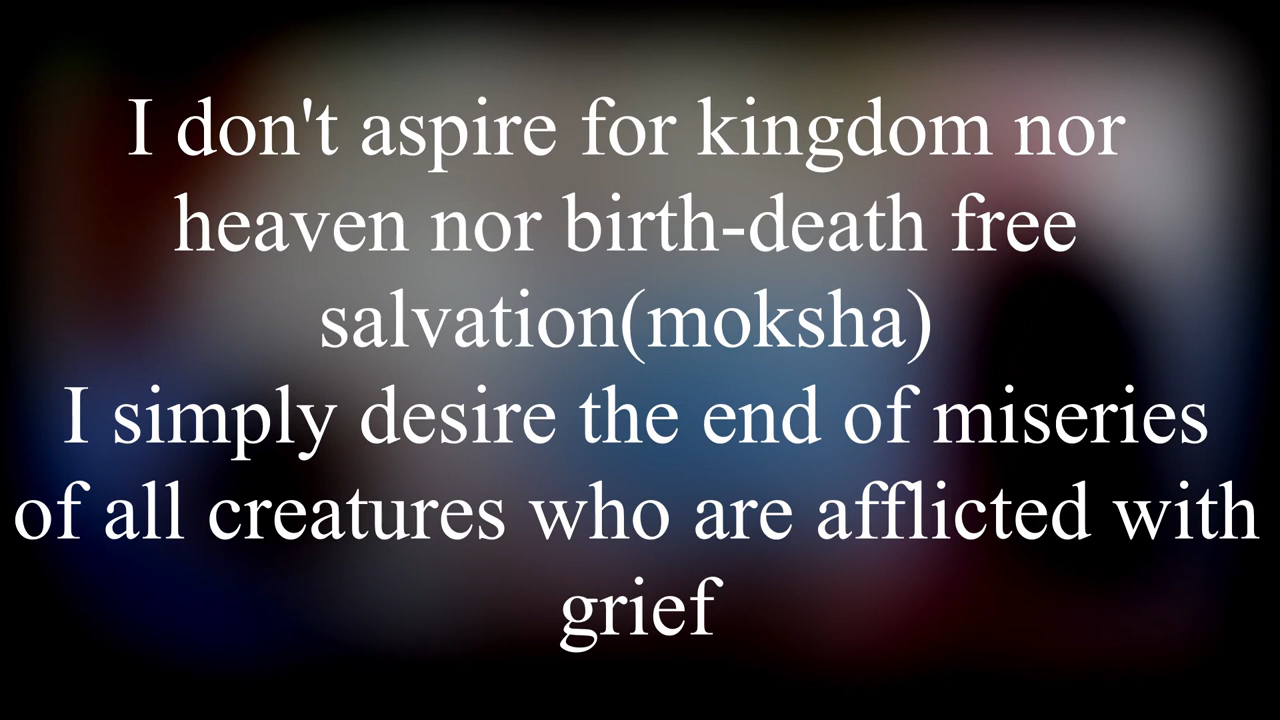 I don't aspire for kingdom nor
heaven nor birth-death free
salvation(moksha)
I simply desire the end of miseries
of all creatures who are afflicted with
grief